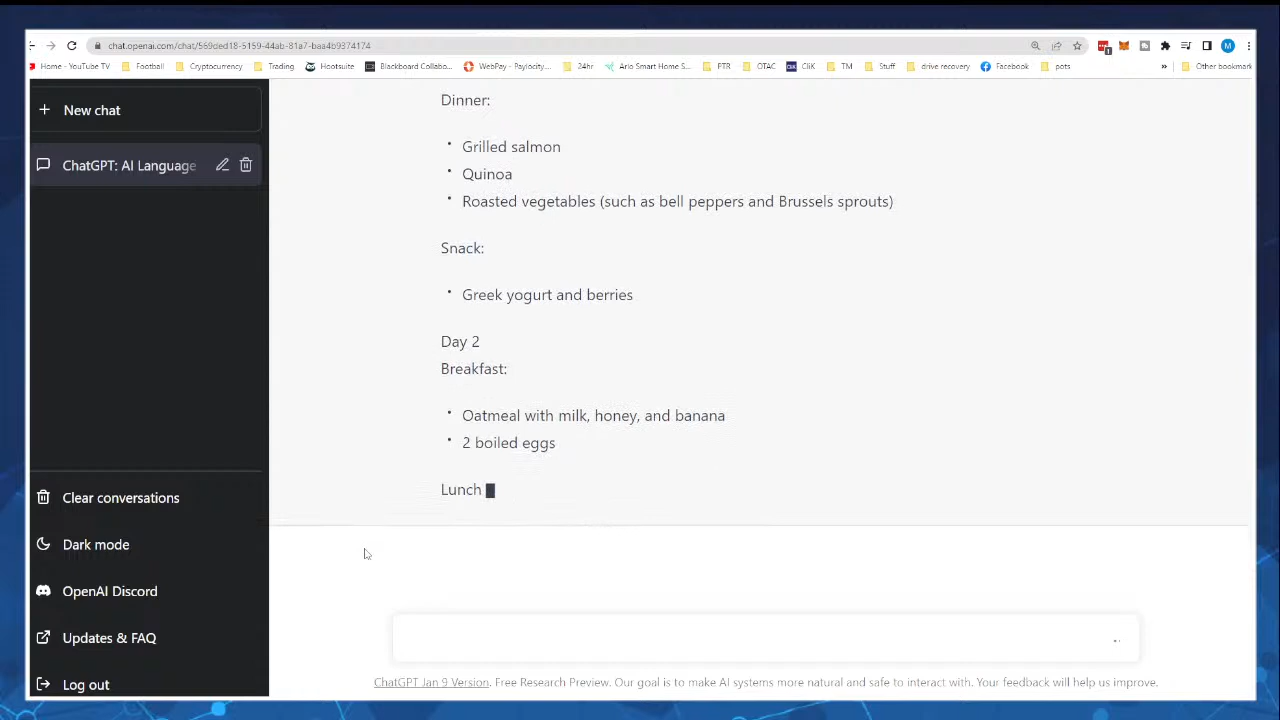 chat.openai.com/chat/569ded18-5159-44ab-81a7-baa4b9374174
Home - YouTube TV Football Cryptocurrency Trading Hootsuite Blackboard Collabo... WebPay - Paylocity... 24hr Arlo Smart Home S... PTR OTAC CliK TM Stuff drive recovery Facebook pots » Other bookmark
+ New chat
ChatGPT: AI Language
Clear conversations
Dark mode
OpenAI Discord
Updates & FAQ
Log out
Dinner:
• Grilled salmon
• Quinoa
• Roasted vegetables (such as bell peppers and Brussels sprouts)
Snack:
• Greek yogurt and berries
Day 2
Breakfast:
• Oatmeal with milk, honey, and banana
• 2 boiled eggs
Lunch
ChatGPT Jan 9 Version. Free Research Preview. Our goal is to make AI systems more natural and safe to interact with. Your feedback will help us improve.